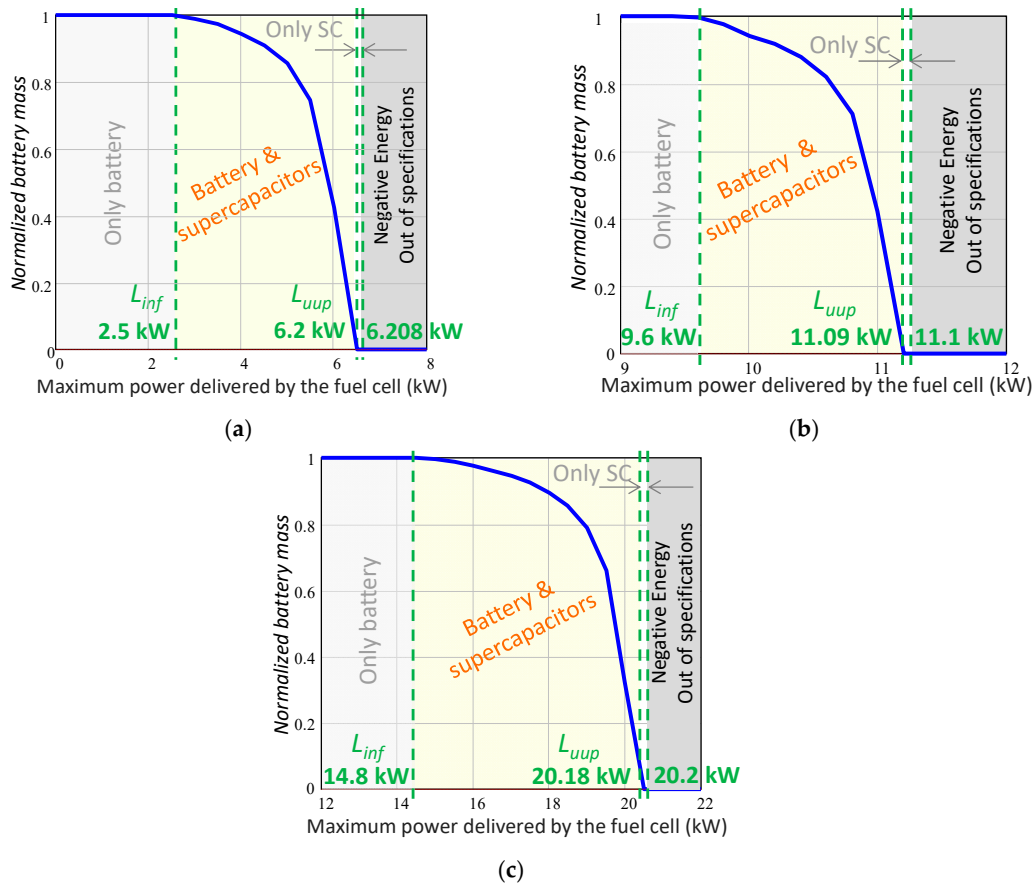 Normalized battery mass
1
0.8
0.6
0.4
0.2
0
Only battery
Battery &
supercapacitors
Only SC
Negative Energy
Out of specifications
L_inf
2.5 kW
L_uup
6.2 kW
6.208 kW
0 2 4 6 8
Maximum power delivered by the fuel cell (kW)
(a)
Normalized battery mass
1
0.8
0.6
0.4
0.2
0
Only battery
Battery &
supercapacitors
Only SC
Negative Energy
Out of specifications
L_inf
9.6 kW
L_uup
11.09 kW
11.1 kW
9 10 11 12
Maximum power delivered by the fuel cell (kW)
(b)
Normalized battery mass
1
0.8
0.6
0.4
0.2
0
Only battery
Battery &
supercapacitors
Only SC
Negative Energy
Out of specifications
L_inf
14.8 kW
L_uup
20.18 kW
20.2 kW
12 14 16 18 20 22
Maximum power delivered by the fuel cell (kW)
(c)